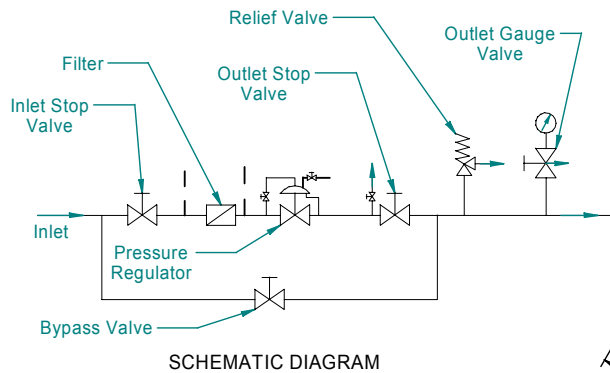 Relief Valve
Outlet Gauge
Valve
Filter
Outlet Stop
Valve
Inlet Stop
Valve
Inlet
Pressure
Regulator
Bypass Valve
SCHEMATIC DIAGRAM